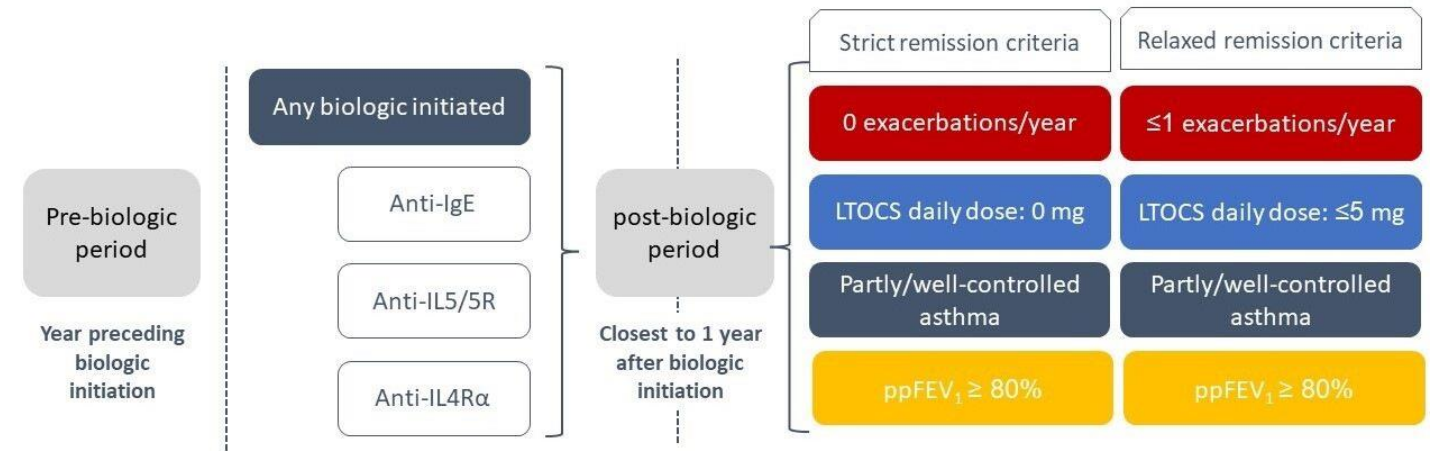 Pre-biologic
period
Year preceding
biologic
initiation
Any biologic initiated
Anti-IgE
Anti-IL5/5R
Anti-IL4Rα
post-biologic
period
Closest to 1 year
after biologic
initiation
Strict remission criteria
Relaxed remission criteria
0 exacerbations/year
≤1 exacerbations/year
LTOCS daily dose: 0 mg
LTOCS daily dose: ≤5 mg
Partly/well-controlled
asthma
Partly/well-controlled
asthma
ppFEV₁ ≥ 80%
ppFEV₁ ≥ 80%